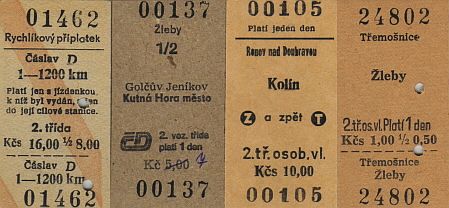 01462
Rychlíkový příplatek
Čáslav D
1—1200 km
Platí jen s jízdenkou,
k níž byl vydán,
do její cílové stanice.
2. třída
Kčs 16,00 ½ 8,00
Čáslav D
1—1200 km
01462
00137
Žleby
1/2
Golčův Jeníkov
Kutná Hora město
ČD 2. voz. třída
platí 1 den
Kč 5,00
00137
00105
Platí jeden den
Ronov nad Doubravou
Kolín
Z a zpět T
2.tř. osob.vl.
Kčs 10,00
00105
24802
Třemošnice
Žleby
2.tř.os.vl. Platí 1 den
Kčs 1,00 ½ 0,50
Třemošnice
Žleby
24802